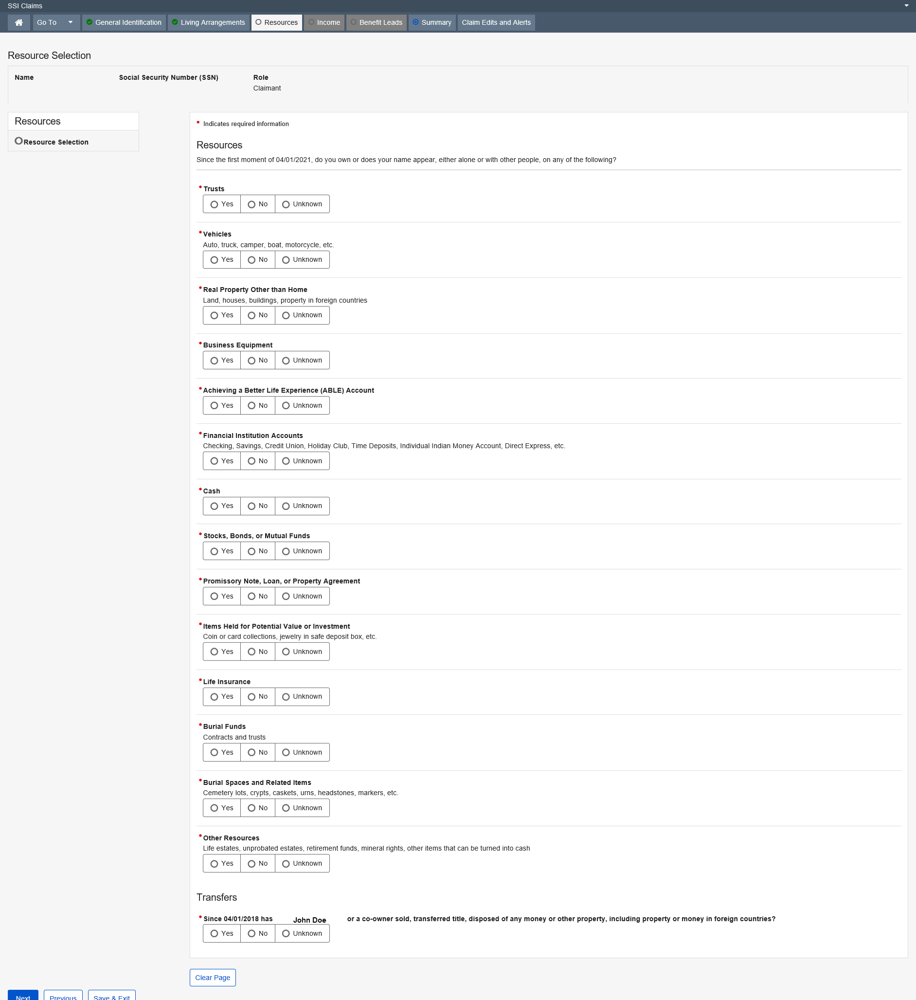 SSI Claims
Go To General Identification Living Arrangements Resources Income Benefit Leads Summary Claim Edits and Alerts
Resource Selection
Name Social Security Number (SSN) Role
Claimant
Resources
Resource Selection
* Indicates required information
Resources
Since the first moment of 04/01/2021, do you own or does your name appear, either alone or with other people, on any of the following?
* Trusts
Yes No Unknown
* Vehicles
Auto, truck, camper, boat, motorcycle, etc.
Yes No Unknown
* Real Property Other than Home
Land, houses, buildings, property in foreign countries
Yes No Unknown
* Business Equipment
Yes No Unknown
* Achieving a Better Life Experience (ABLE) Account
Yes No Unknown
* Financial Institution Accounts
Checking, Savings, Credit Union, Holiday Club, Time Deposits, Individual Indian Money Account, Direct Express, etc.
Yes No Unknown
* Cash
Yes No Unknown
* Stocks, Bonds, or Mutual Funds
Yes No Unknown
* Promissory Note, Loan, or Property Agreement
Yes No Unknown
* Items Held for Potential Value or Investment
Coin or card collections, jewelry in safe deposit box, etc.
Yes No Unknown
* Life Insurance
Yes No Unknown
* Burial Funds
Contracts and trusts
Yes No Unknown
* Burial Spaces and Related Items
Cemetery lots, crypts, caskets, urns, headstones, markers, etc.
Yes No Unknown
* Other Resources
Life estates, unprobated estates, retirement funds, mineral rights, other items that can be turned into cash
Yes No Unknown
Transfers
* Since 04/01/2018 has John Doe or a co-owner sold, transferred title, disposed of any money or other property, including property or money in foreign countries?
Yes No Unknown
Clear Page
Next Previous Save & Exit